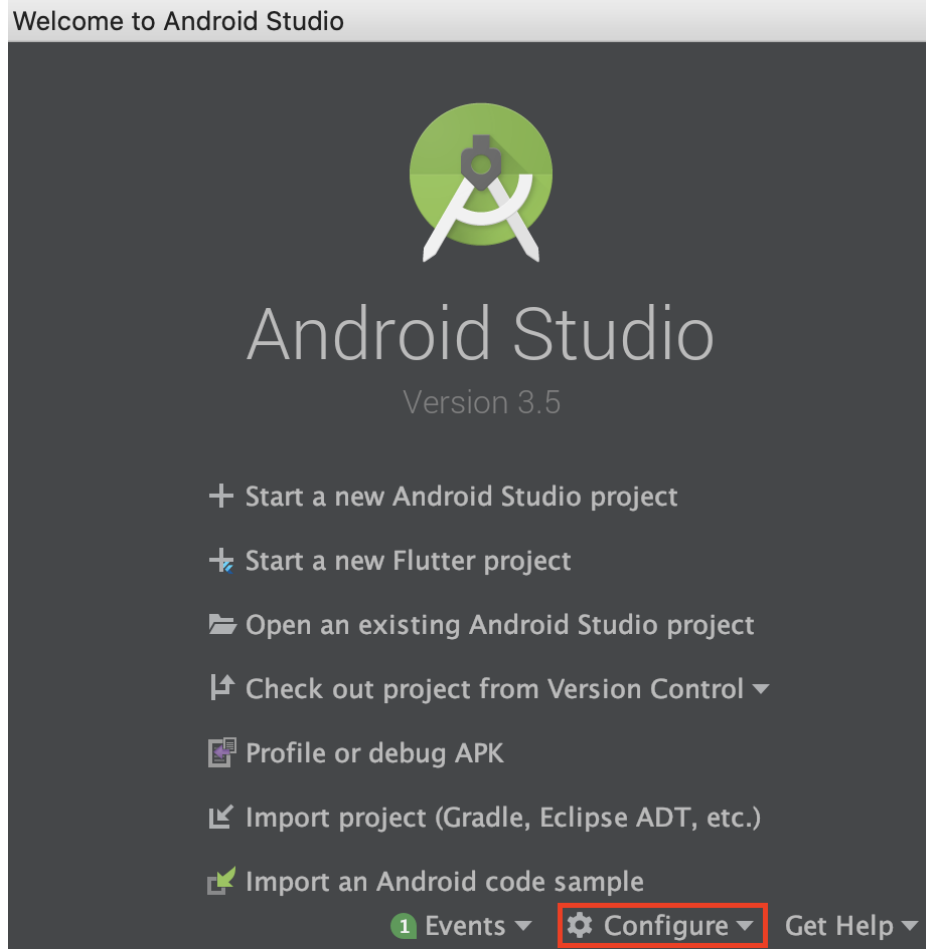 Welcome to Android Studio
Android Studio
Version 3.5
Start a new Android Studio project
Start a new Flutter project
Open an existing Android Studio project
Check out project from Version Control
Profile or debug APK
Import project (Gradle, Eclipse ADT, etc.)
Import an Android code sample
1 Events Configure Get Help